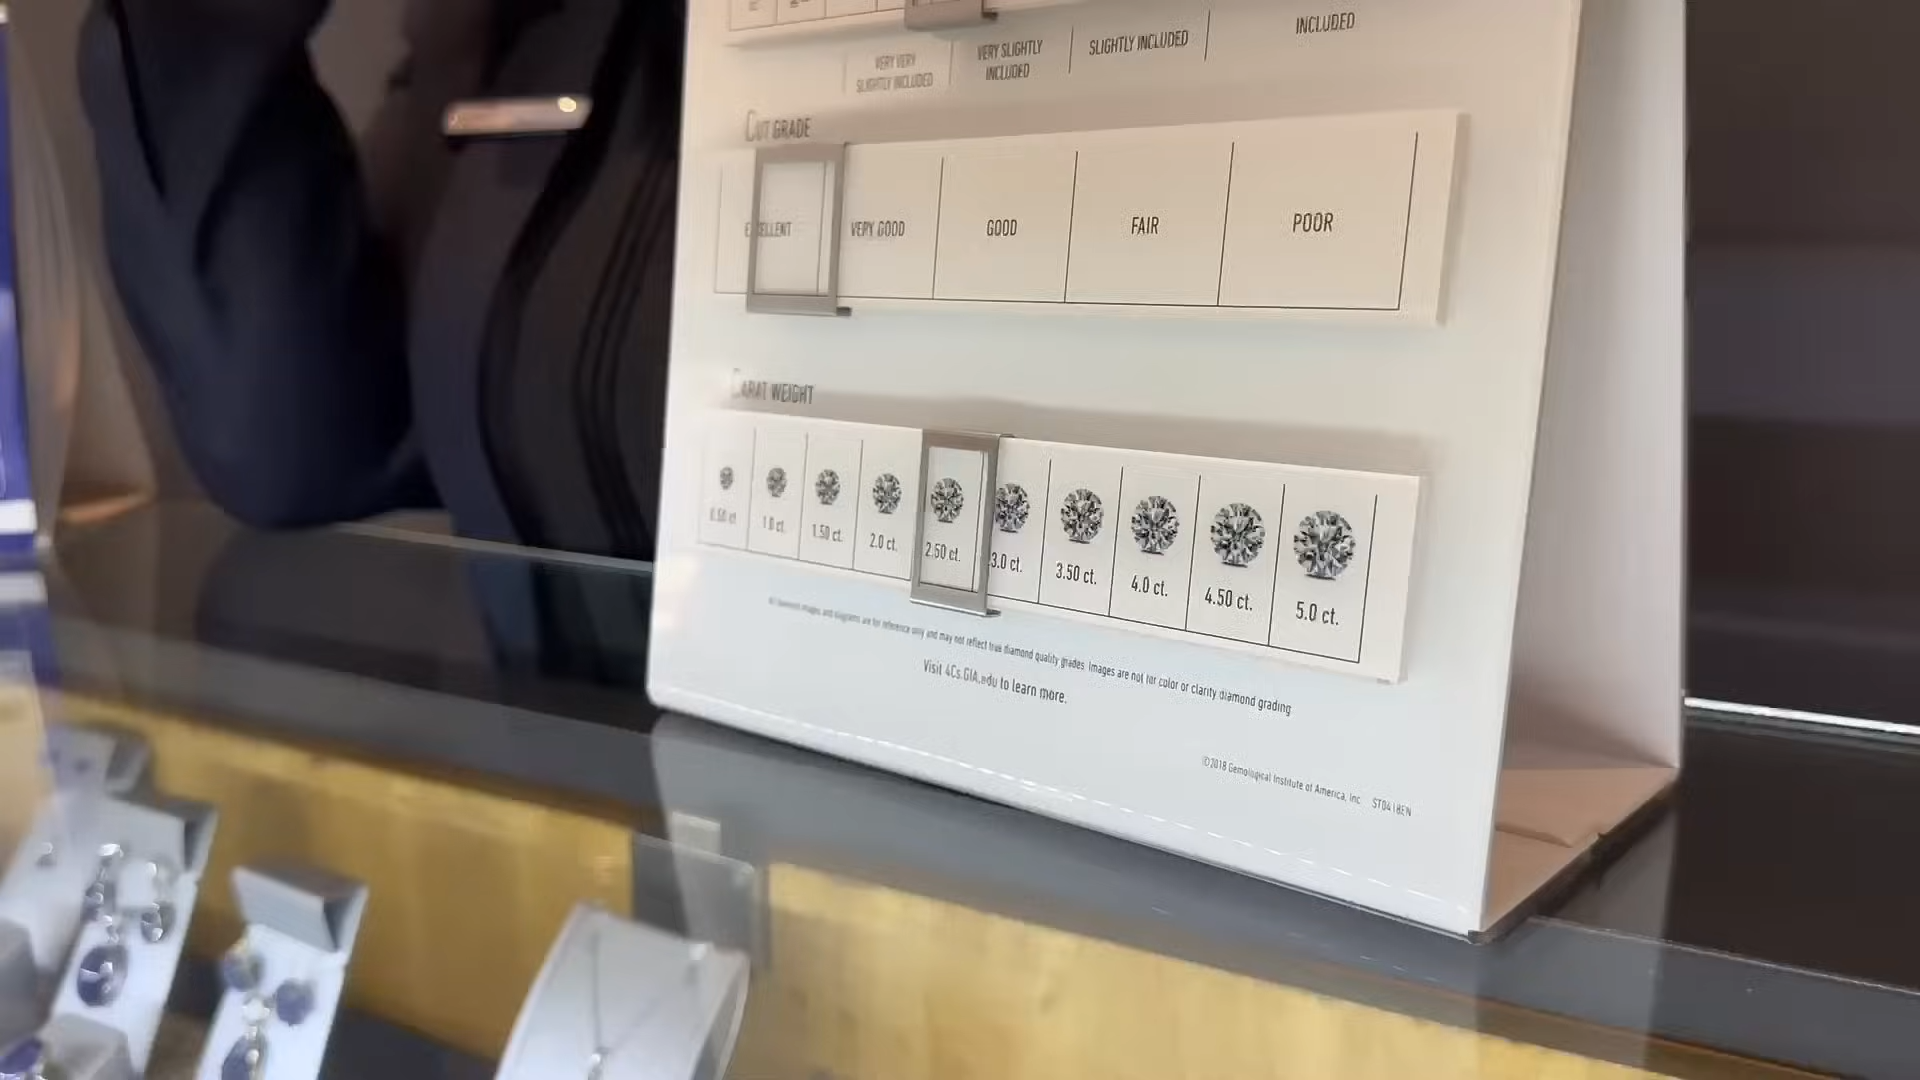 VERY VERY
SLIGHTLY INCLUDED
VERY SLIGHTLY
INCLUDED
SLIGHTLY INCLUDED
INCLUDED
CUT GRADE
EXCELLENT
VERY GOOD
GOOD
FAIR
POOR
CARAT WEIGHT
0.50 ct.
1.0 ct.
1.50 ct.
2.0 ct.
2.50 ct.
3.0 ct.
3.50 ct.
4.0 ct.
4.50 ct.
5.0 ct.
All diamond images and diagrams are for reference only and may not reflect true diamond quality grades. Images are not for color or clarity diamond grading
Visit 4Cs.GIA.edu to learn more.
©2018 Gemological Institute of America, Inc. ST0418EN